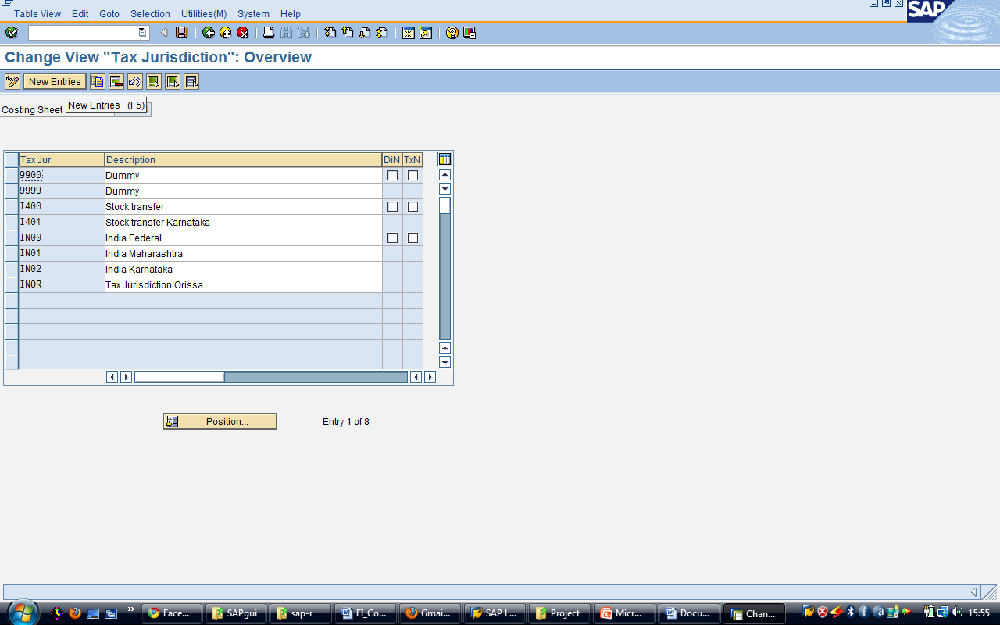 Table View Edit Goto Selection Utilities(M) System Help
SAP
Change View "Tax Jurisdiction": Overview
New Entries
Costing Sheet
New Entries (F5)
Tax Jur. Description DiN TxN
9900 Dummy
9999 Dummy
I400 Stock transfer
I401 Stock transfer Karnataka
IN00 India Federal
IN01 India Maharashtra
IN02 India Karnataka
INOR Tax Jurisdiction Orissa
Position... Entry 1 of 8
Face... SAPgui sap-r FI_Co... Gmai... SAP L... Project Micr... Docu... Chan... 15:55